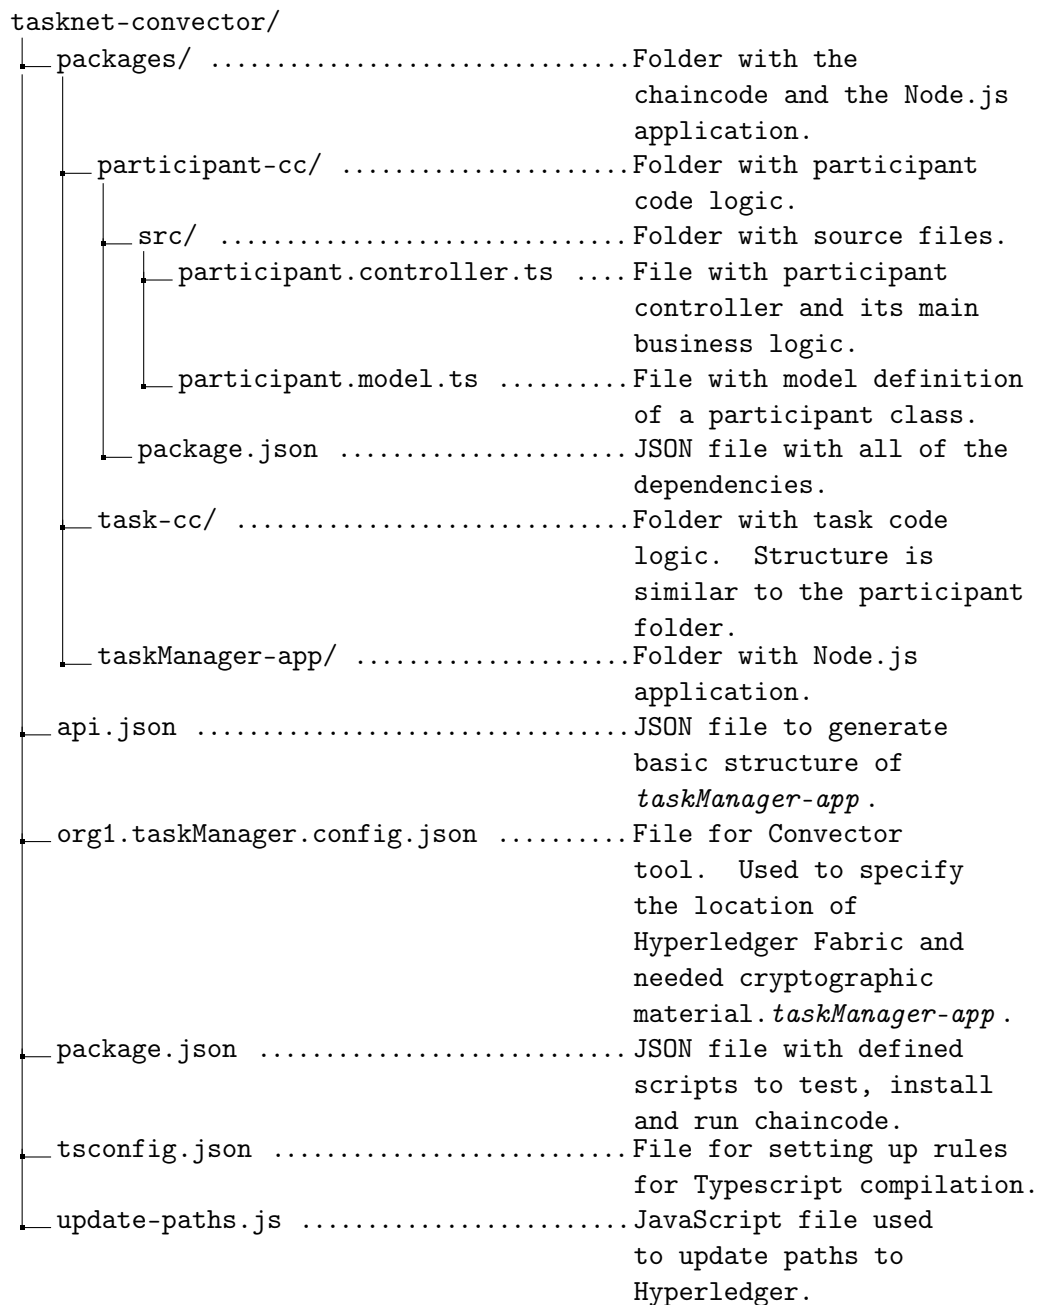 tasknet-convector/
packages/ ................................Folder with the
chaincode and the Node.js
application.
participant-cc/ ......................Folder with participant
code logic.
src/ ...............................Folder with source files.
participant.controller.ts ....File with participant
controller and its main
business logic.
participant.model.ts ..........File with model definition
of a participant class.
package.json ......................JSON file with all of the
dependencies.
task-cc/ ..............................Folder with task code
logic. Structure is
similar to the participant
folder.
taskManager-app/ .....................Folder with Node.js
application.
api.json .................................JSON file to generate
basic structure of
taskManager-app .
org1.taskManager.config.json ..........File for Convector
tool. Used to specify
the location of
Hyperledger Fabric and
needed cryptographic
material.taskManager-app .
package.json ............................JSON file with defined
scripts to test, install
and run chaincode.
tsconfig.json ...........................File for setting up rules
for Typescript compilation.
update-paths.js .........................JavaScript file used
to update paths to
Hyperledger.